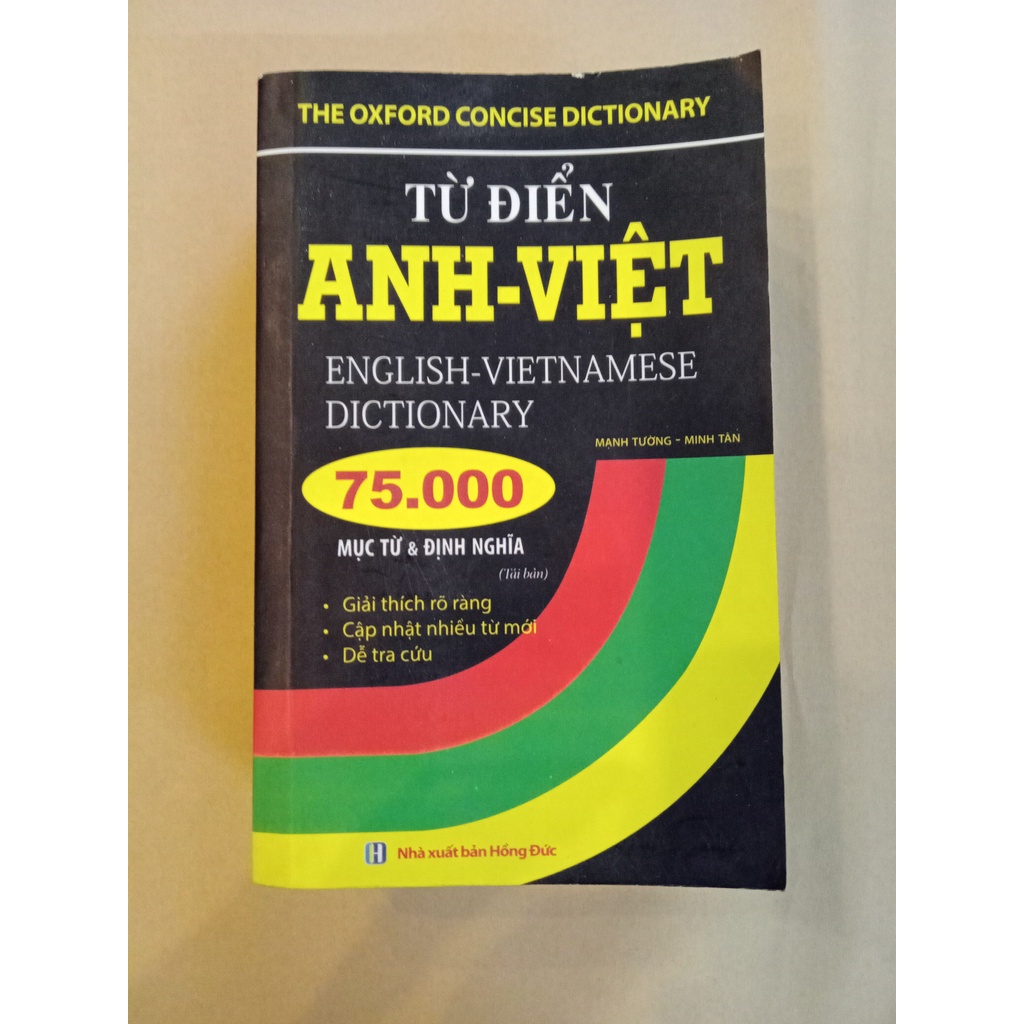 THE OXFORD CONCISE DICTIONARY
TỪ ĐIỂN
ANH-VIỆT
ENGLISH-VIETNAMESE
DICTIONARY
MẠNH TƯỜNG - MINH TÂN
75.000
MỤC TỪ & ĐỊNH NGHĨA
(Tái bản)
• Giải thích rõ ràng
• Cập nhật nhiều từ mới
• Dễ tra cứu
H Nhà xuất bản Hồng Đức